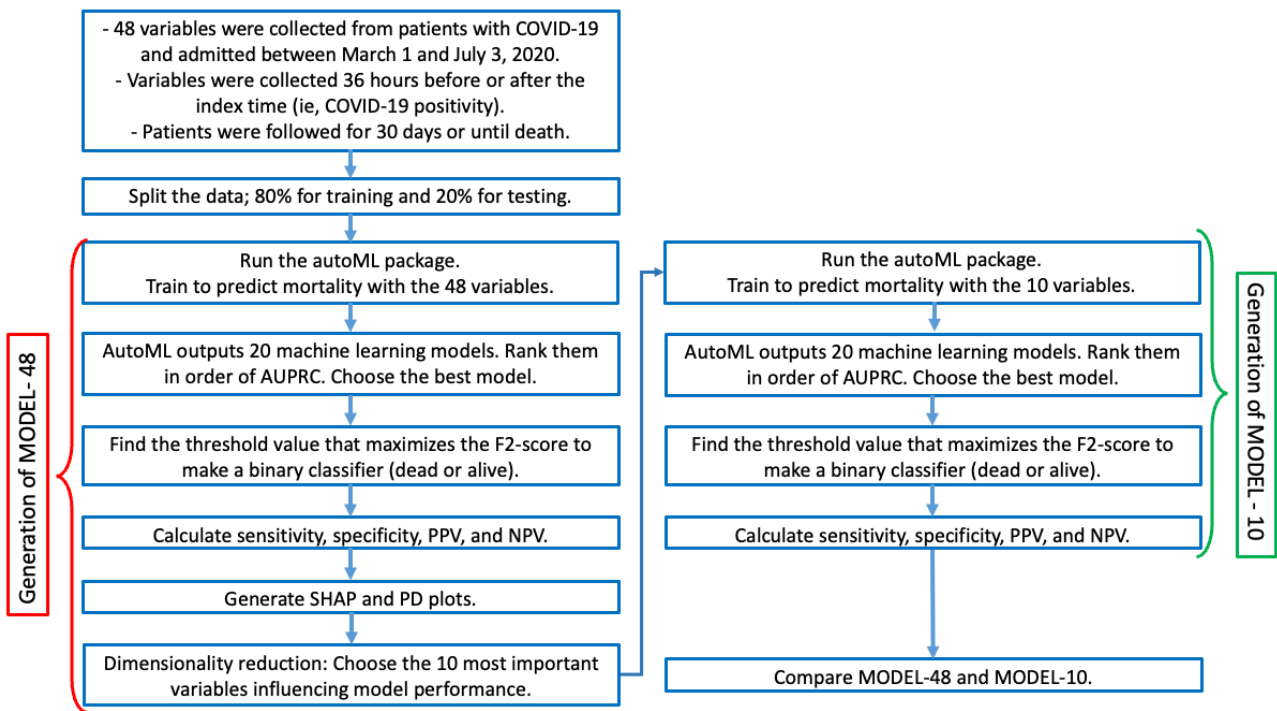 - 48 variables were collected from patients with COVID-19
and admitted between March 1 and July 3, 2020.
- Variables were collected 36 hours before or after the
index time (ie, COVID-19 positivity).
- Patients were followed for 30 days or until death.
Split the data; 80% for training and 20% for testing.
Generation of MODEL- 48
Run the autoML package.
Train to predict mortality with the 48 variables.
AutoML outputs 20 machine learning models. Rank them
in order of AUPRC. Choose the best model.
Find the threshold value that maximizes the F2-score to
make a binary classifier (dead or alive).
Calculate sensitivity, specificity, PPV, and NPV.
Generate SHAP and PD plots.
Dimensionality reduction: Choose the 10 most important
variables influencing model performance.
Run the autoML package.
Train to predict mortality with the 10 variables.
AutoML outputs 20 machine learning models. Rank them
in order of AUPRC. Choose the best model.
Find the threshold value that maximizes the F2-score to
make a binary classifier (dead or alive).
Calculate sensitivity, specificity, PPV, and NPV.
Compare MODEL-48 and MODEL-10.
Generation of MODEL - 10